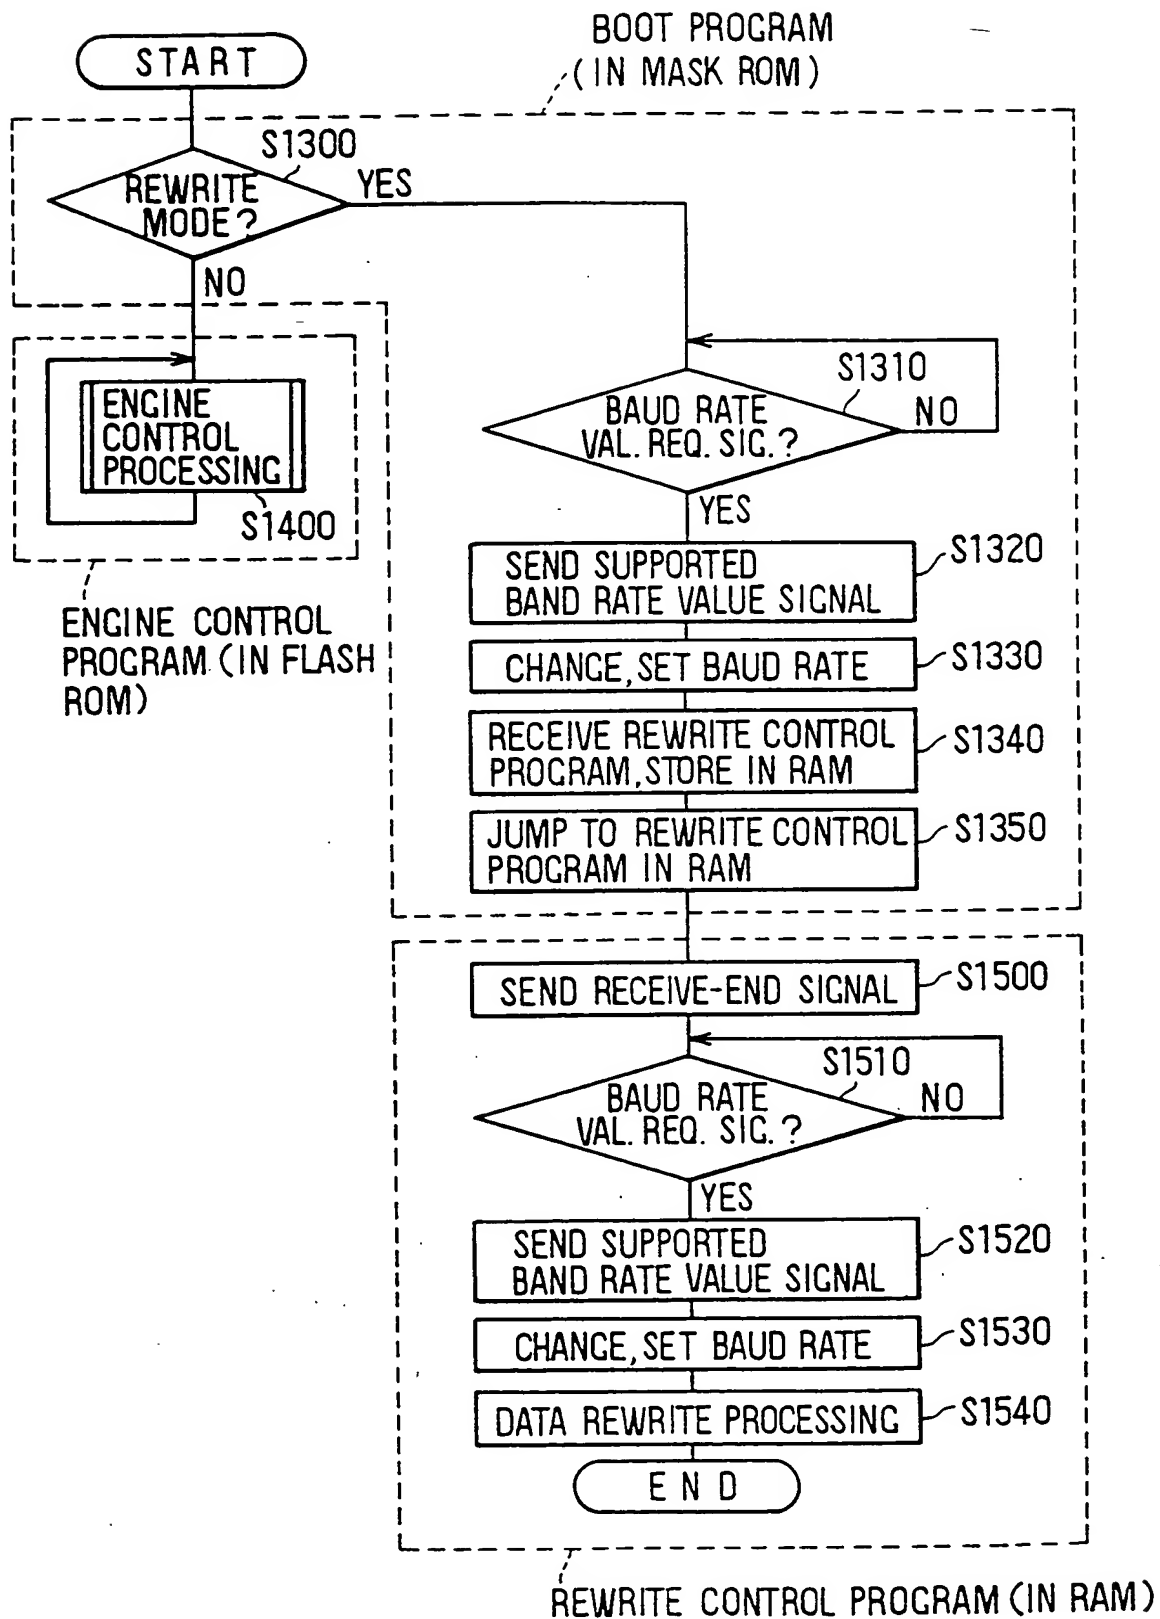 BOOT PROGRAM
(IN MASK ROM)
START
S1300
REWRITE
MODE?
YES
NO
ENGINE
CONTROL
PROCESSING
S1400
ENGINE CONTROL
PROGRAM (IN FLASH
ROM)
S1310
BAUD RATE
VAL. REQ. SIG.?
NO
YES
SEND SUPPORTED
BAND RATE VALUE SIGNAL
S1320
CHANGE, SET BAUD RATE
S1330
RECEIVE REWRITE CONTROL
PROGRAM, STORE IN RAM
S1340
JUMP TO REWRITE CONTROL
PROGRAM IN RAM
S1350
SEND RECEIVE-END SIGNAL
S1500
S1510
BAUD RATE
VAL. REQ. SIG.?
NO
YES
SEND SUPPORTED
BAND RATE VALUE SIGNAL
S1520
CHANGE, SET BAUD RATE
S1530
DATA REWRITE PROCESSING
S1540
END
REWRITE CONTROL PROGRAM (IN RAM)